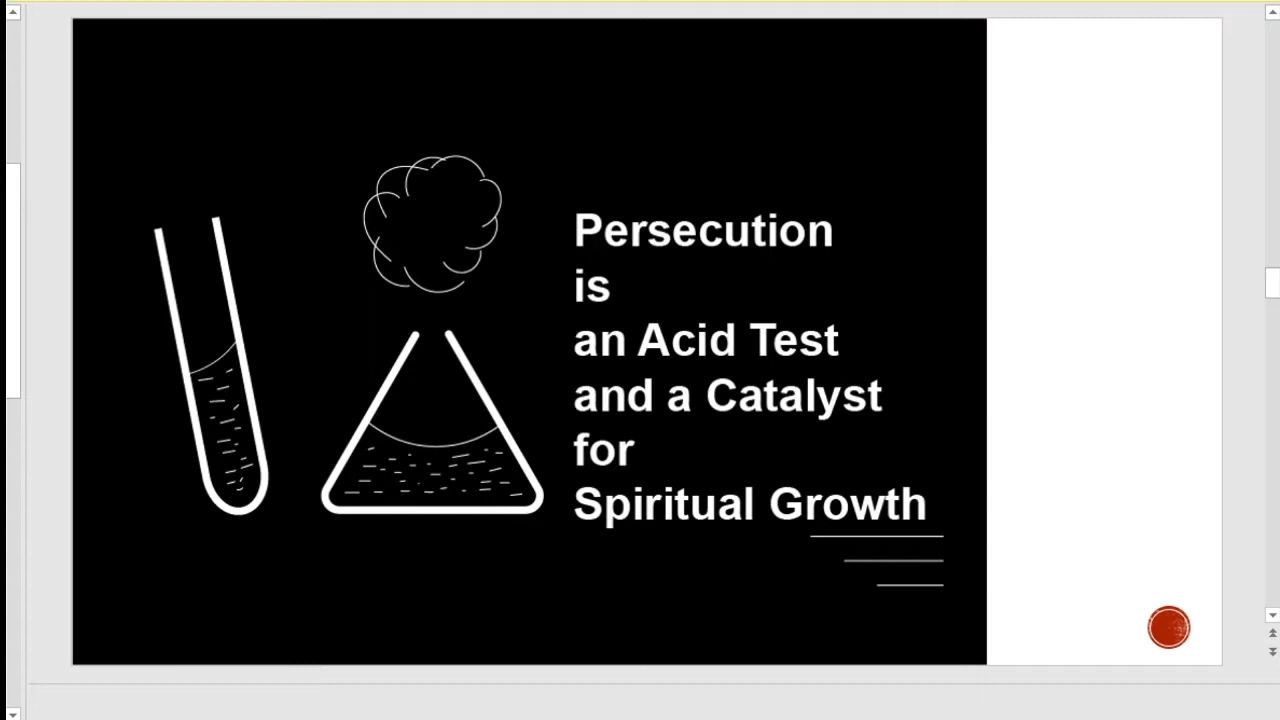 Persecution
is
an Acid Test
and a Catalyst
for
Spiritual Growth